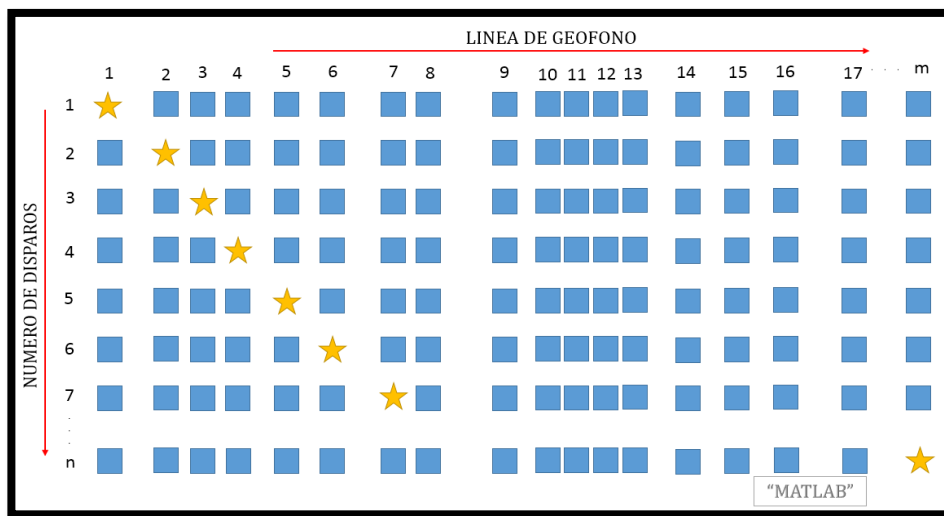 LINEA DE GEOFONO
1 2 3 4 5 6 7 8 9 10 11 12 13 14 15 16 17 . . . . m
NUMERO DE DISPAROS
1
2
3
4
5
6
7
.
.
.
n
"MATLAB"